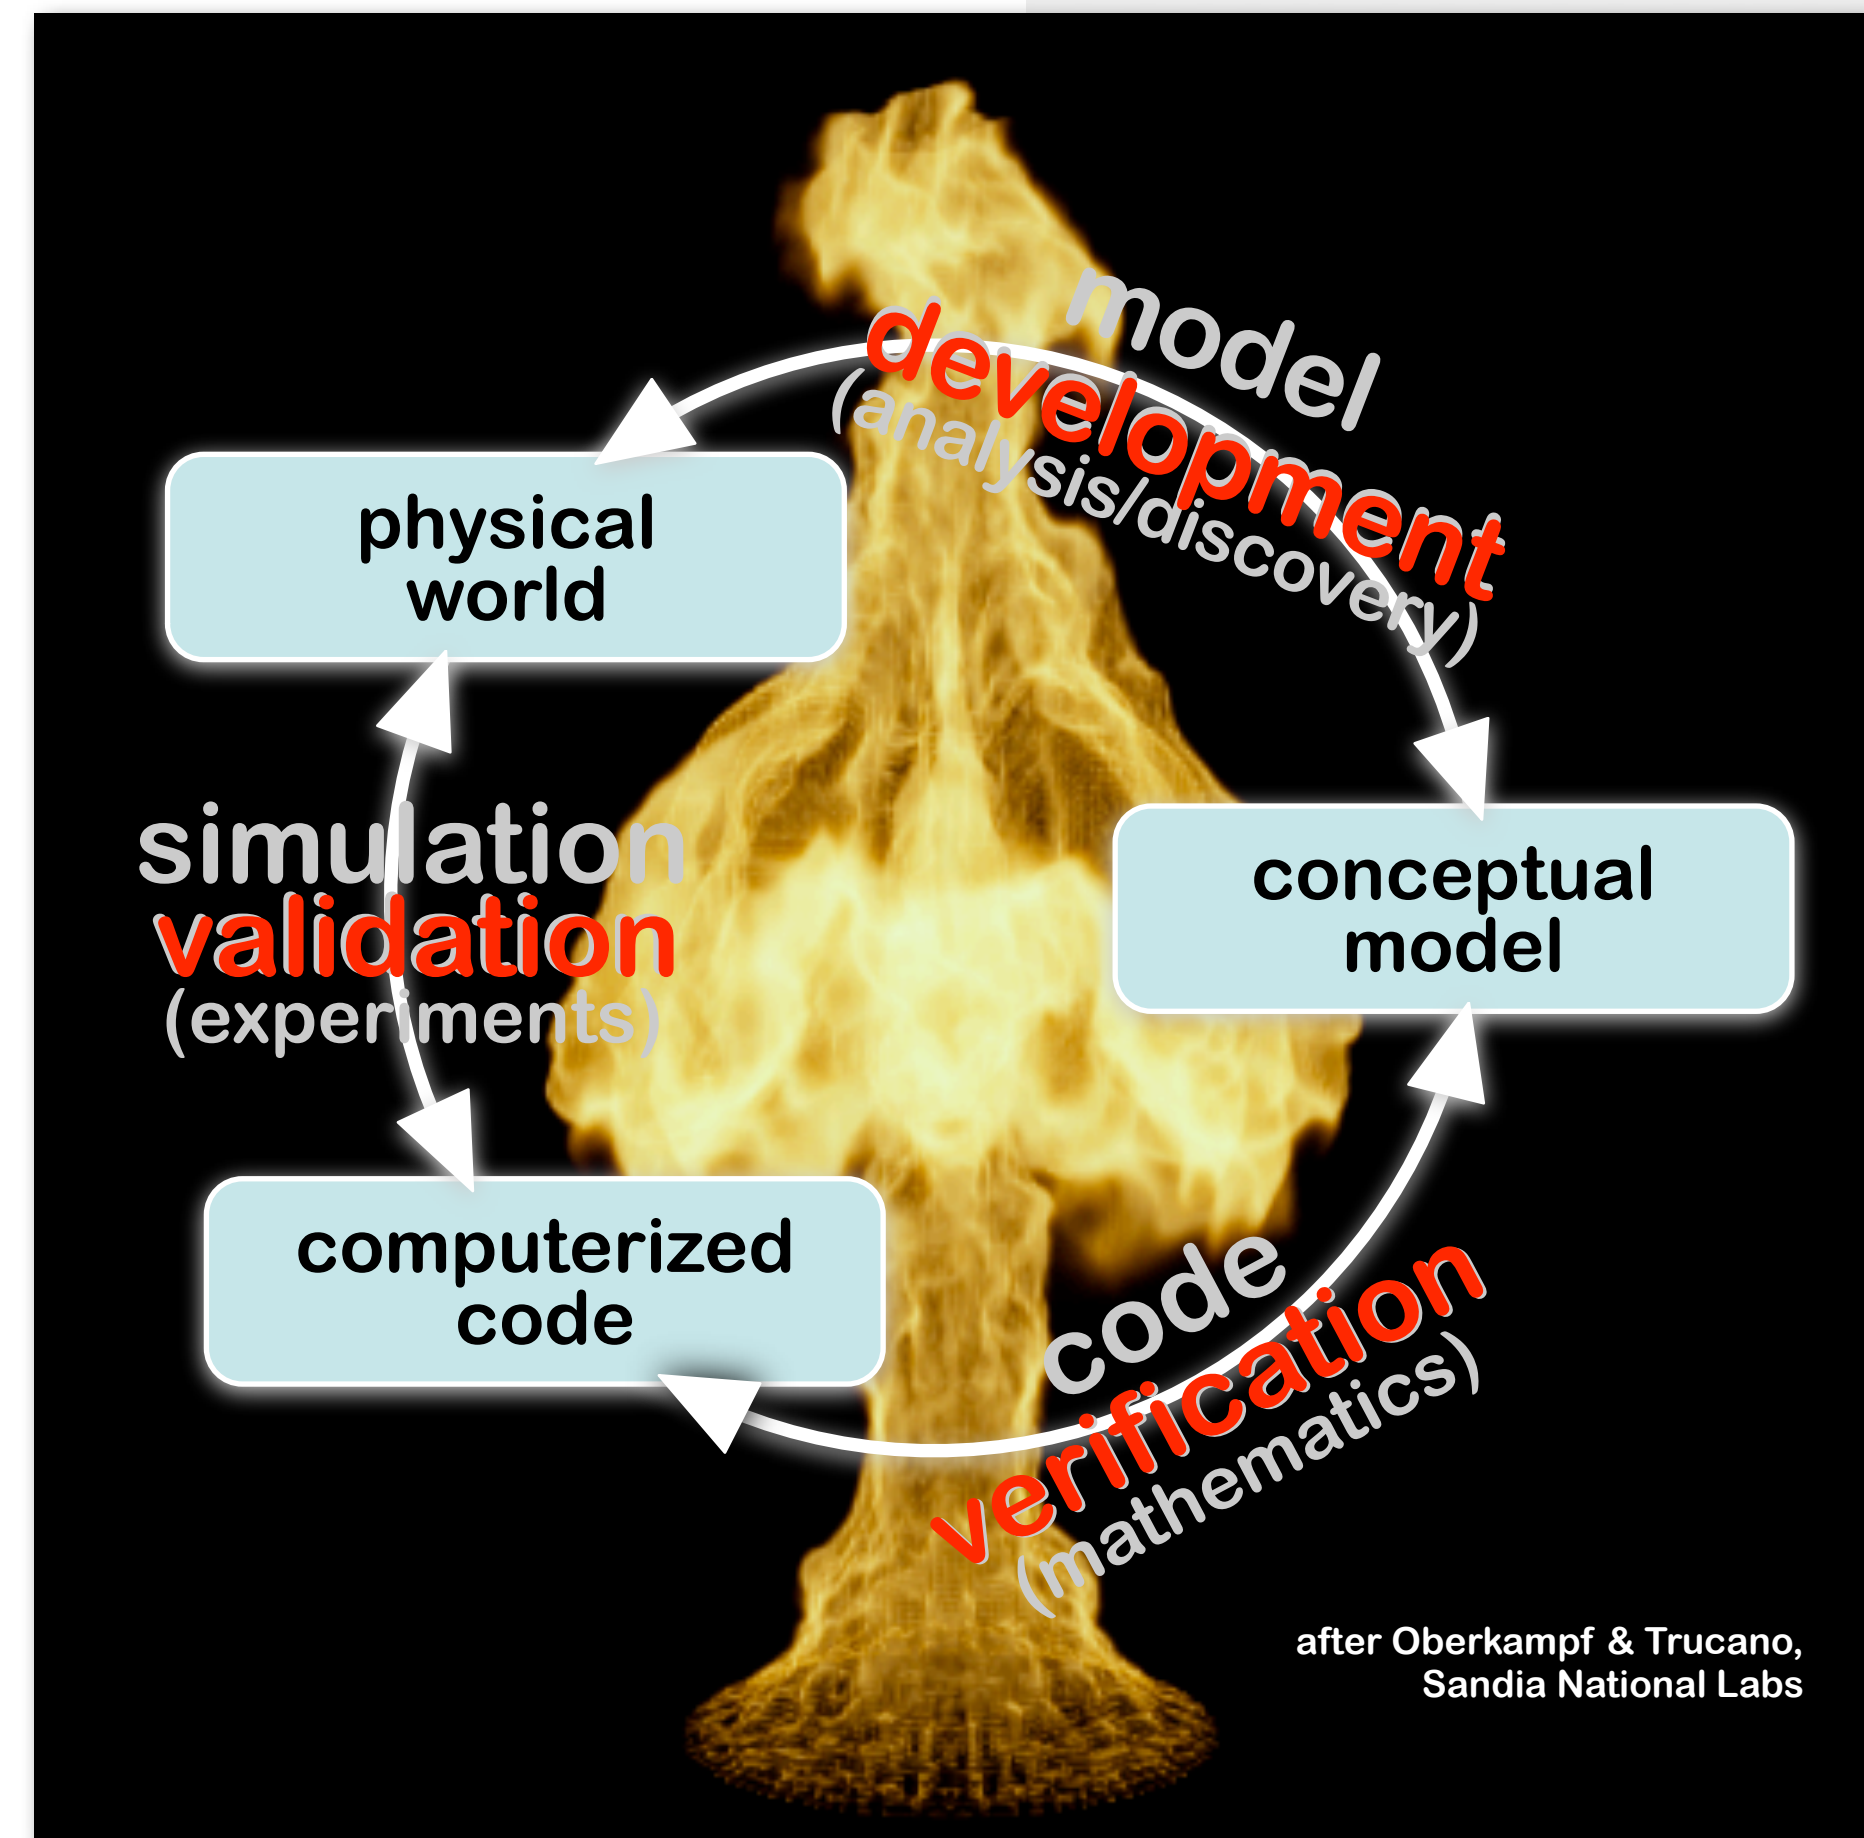 model
development
(analysis/discovery)
physical
world
simulation
validation
(experiments)
conceptual
model
computerized
code
code
verification
(mathematics)
after Oberkampf & Trucano,
Sandia National Labs